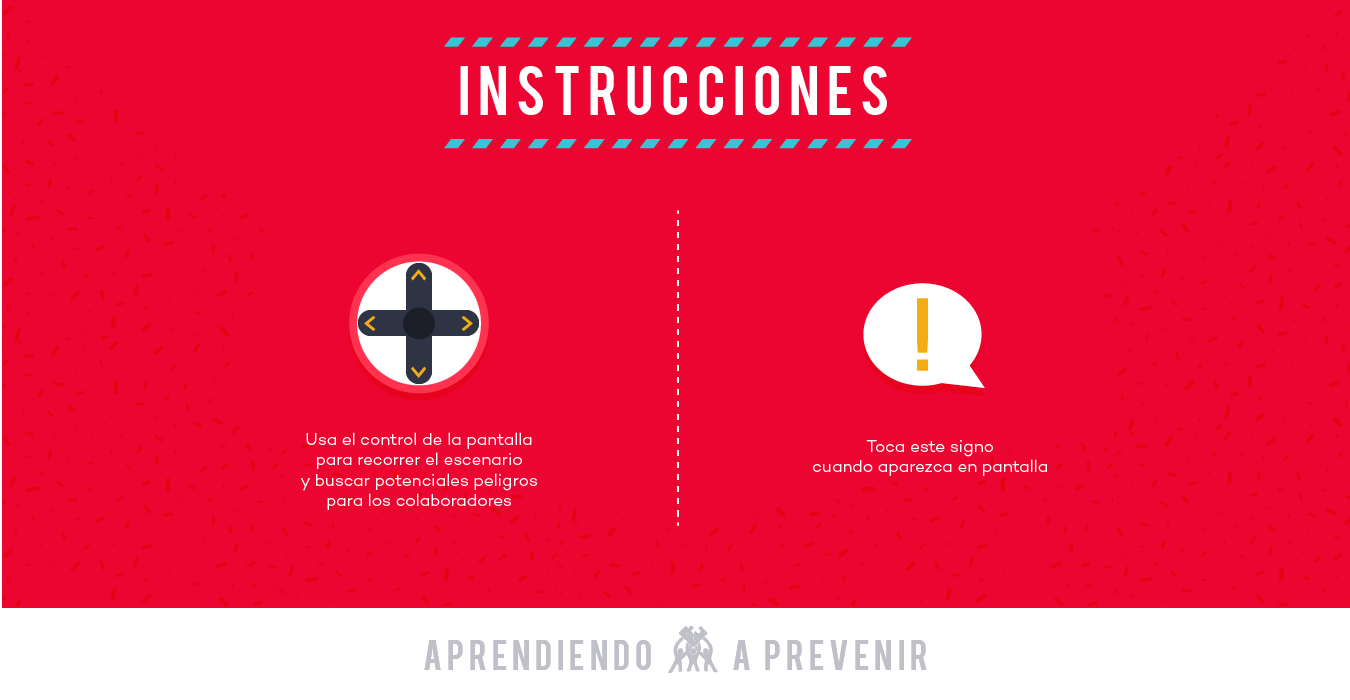 INSTRUCCIONES
Usa el control de la pantalla
para recorrer el escenario
y buscar potenciales peligros
para los colaboradores
!
Toca este signo
cuando aparezca en pantalla
APRENDIENDO A PREVENIR